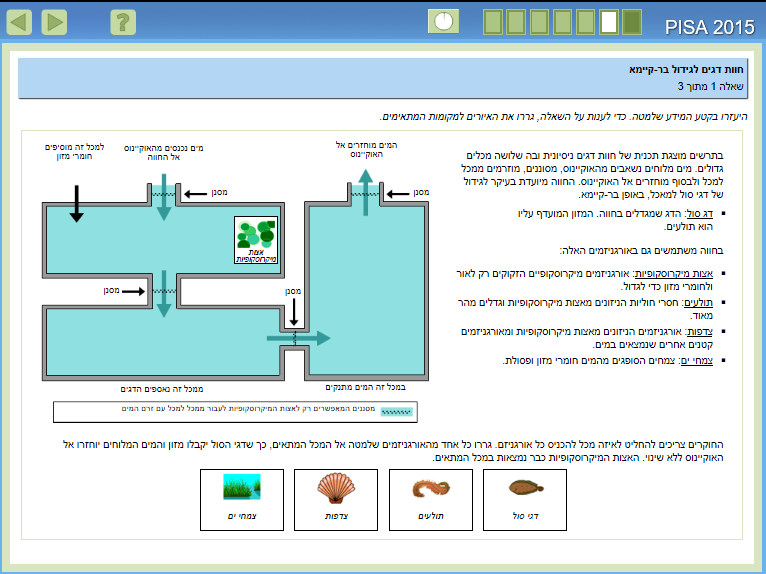 PISA 2015
חוות דגים לגידול בר-קיימא
שאלה 1 מתוך 3
היעזרו בקטע המידע שלמטה. כדי לענות על השאלה, גררו את האיורים למקומות המתאימים.
בתרשים מוצגת תכנית של חוות דגים ניסיונית ובה שלושה מכלים
גדולים. מים מלוחים נשאבים מהאוקיינוס, מסוננים, מוזרמים ממכל
למכל ולבסוף מוחזרים אל האוקיינוס. החווה מיועדת בעיקר לגידול
של דגי סול למאכל, באופן בר-קיימא.
דג סול: הדג שמגדלים בחווה. המזון המועדף עליו
הוא תולעים.
בחווה משתמשים גם באורגניזמים האלה:
אצות מיקרוסקופיות: אורגניזמים מיקרוסקופיים הזקוקים רק לאור
ולחומרי מזון כדי לגדול.
תולעים: חסרי חוליות הניזונים מאצות מיקרוסקופיות וגדלים מהר
מאוד.
צדפות: אורגניזמים הניזונים מאצות מיקרוסקופיות ומאורגניזמים
קטנים אחרים שנמצאים במים.
צמחי ים: צמחים הסופגים מהמים חומרי מזון ופסולת.
המים מוחזרים אל
האוקיינוס
מים נכנסים מהאוקיינוס
אל החווה
למכל זה מוסיפים
חומרי מזון
מסנן
מסנן
אצות
מיקרוסקופיות
מסנן
מסנן
במכל זה המים מתנקים
ממכל זה נאספים הדגים
מסננים המאפשרים רק לאצות המיקרוסקופיות לעבור ממכל למכל עם זרם המים
החוקרים צריכים להחליט לאיזה מכל להכניס כל אורגניזם. גררו כל אחד מהאורגניזמים שלמטה אל המכל המתאים, כך שדגי הסול יקבלו מזון והמים המלוחים יוחזרו אל
האוקיינוס ללא שינוי. האצות המיקרוסקופיות כבר נמצאות במכל המתאים.
דגי סול
תולעים
צדפות
צמחי ים